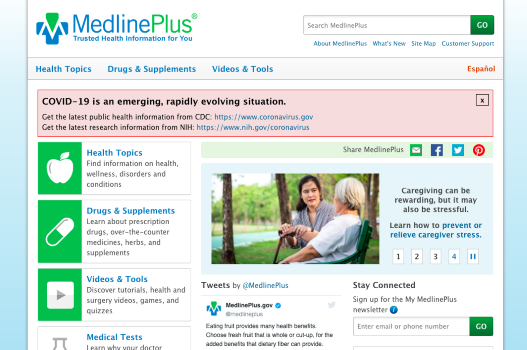 MedlinePlus®
Trusted Health Information for You
Search MedlinePlus
GO
About MedlinePlus What's New Site Map Customer Support
Health Topics Drugs & Supplements Videos & Tools
Español
COVID-19 is an emerging, rapidly evolving situation.
x
Get the latest public health information from CDC: https://www.coronavirus.gov
Get the latest research information from NIH: https://www.nih.gov/coronavirus
Health Topics
Find information on health,
wellness, disorders and
conditions
Drugs & Supplements
Learn about prescription
drugs, over-the-counter
medicines, herbs, and
supplements
Videos & Tools
Discover tutorials, health and
surgery videos, games, and
quizzes
Medical Tests
Learn why your doctor
Share MedlinePlus
Caregiving can be
rewarding, but it may
also be stressful.
Learn how to prevent or
relieve caregiver stress.
1 2 3 4
Tweets by @MedlinePlus
MedlinePlus.gov
@medlineplus
Eating fruit provides many health benefits.
Choose fresh fruit that is whole or cut-up, for the
added benefits that dietary fiber can provide.
Stay Connected
Sign up for the My MedlinePlus
newsletter
Enter email or phone number
GO